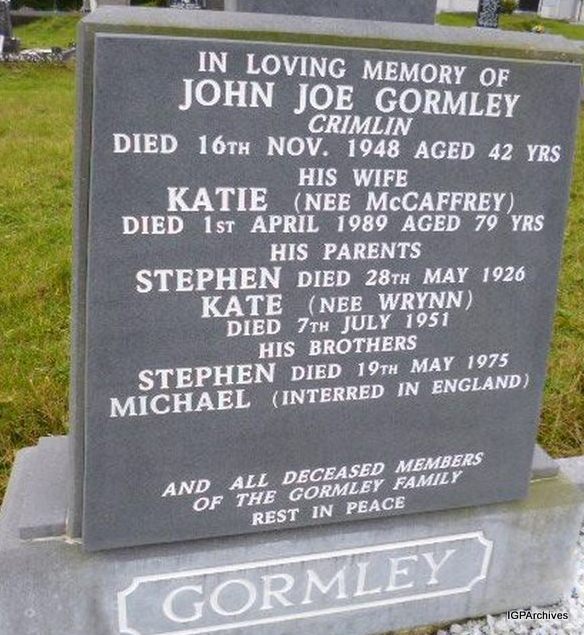 IN LOVING MEMORY OF
JOHN JOE GORMLEY
CRIMLIN
DIED 16TH NOV. 1948 AGED 42 YRS
HIS WIFE
KATIE (NEE McCAFFREY)
DIED 1ST APRIL 1989 AGED 79 YRS
HIS PARENTS
STEPHEN DIED 28TH MAY 1926
KATE (NEE WRYNN)
DIED 7TH JULY 1951
HIS BROTHERS
STEPHEN DIED 19TH MAY 1975
MICHAEL (INTERRED IN ENGLAND)
AND ALL DECEASED MEMBERS
OF THE GORMLEY FAMILY
REST IN PEACE
GORMLEY
IGPArchives